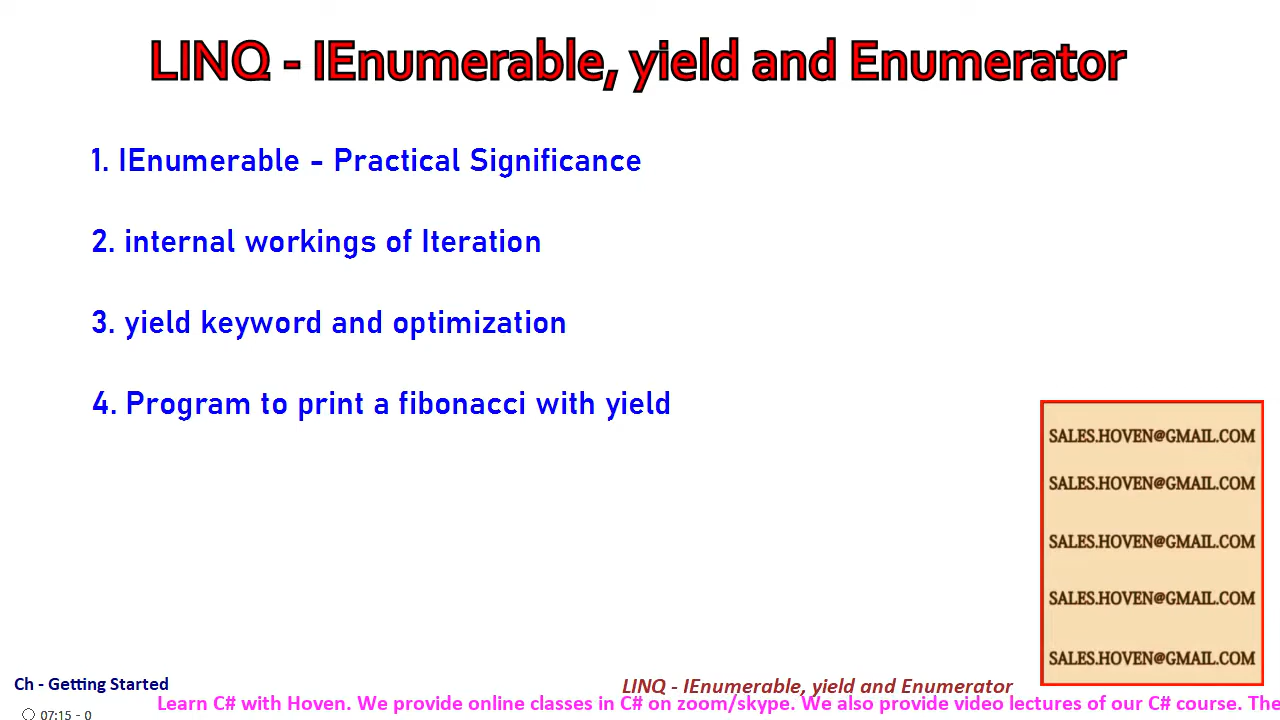 LINQ - IEnumerable, yield and Enumerator
1. IEnumerable - Practical Significance
2. internal workings of Iteration
3. yield keyword and optimization
4. Program to print a fibonacci with yield
SALES.HOVEN@GMAIL.COM
SALES.HOVEN@GMAIL.COM
SALES.HOVEN@GMAIL.COM
SALES.HOVEN@GMAIL.COM
SALES.HOVEN@GMAIL.COM
Ch - Getting Started
LINQ - IEnumerable, yield and Enumerator
Learn C# with Hoven. We provide online classes in C# on zoom/skype. We also provide video lectures of our C# course. The
07:15 - 0